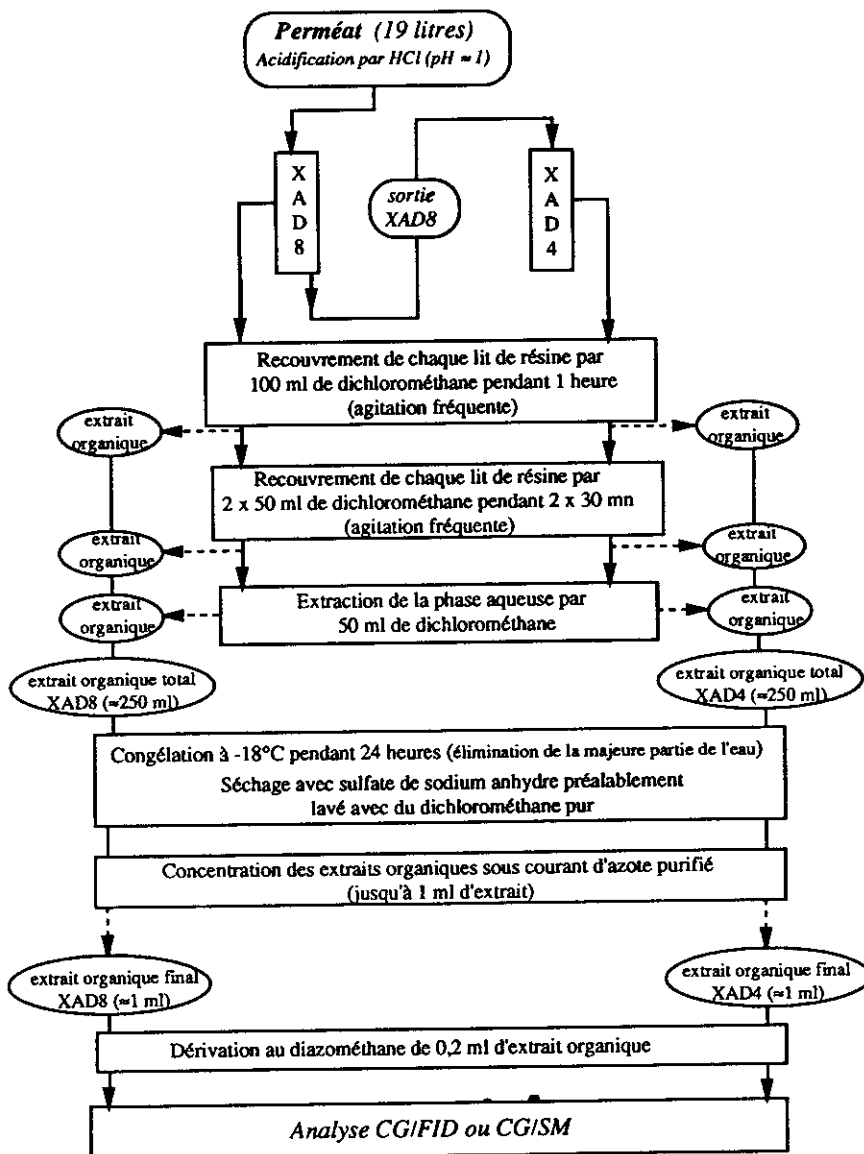 Perméat (19 litres)
Acidification par HCl (pH ≈ 1)
X
A
D
8
sortie
XAD8
X
A
D
4
Recouvrement de chaque lit de résine par
100 ml de dichlorométhane pendant 1 heure
(agitation fréquente)
extrait
organique
extrait
organique
Recouvrement de chaque lit de résine par
2 x 50 ml de dichlorométhane pendant 2 x 30 mn
(agitation fréquente)
extrait
organique
extrait
organique
Extraction de la phase aqueuse par
50 ml de dichlorométhane
extrait
organique
extrait
organique
extrait organique total
XAD8 (≈250 ml)
extrait organique total
XAD4 (≈250 ml)
Congélation à -18°C pendant 24 heures (élimination de la majeure partie de l'eau)
Séchage avec sulfate de sodium anhydre préalablement
lavé avec du dichlorométhane pur
Concentration des extraits organiques sous courant d'azote purifié
(jusqu'à 1 ml d'extrait)
extrait organique final
XAD8 (≈1 ml)
extrait organique final
XAD4 (≈1 ml)
Dérivation au diazométhane de 0,2 ml d'extrait organique
Analyse CG/FID ou CG/SM